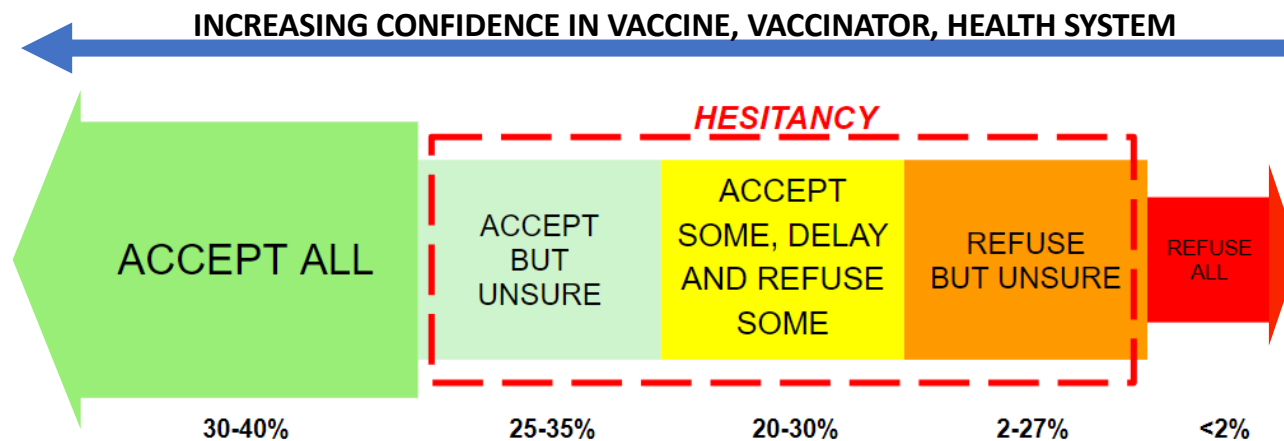 INCREASING CONFIDENCE IN VACCINE, VACCINATOR, HEALTH SYSTEM
HESITANCY
ACCEPT ALL
ACCEPT
BUT
UNSURE
ACCEPT
SOME, DELAY
AND REFUSE
SOME
REFUSE
BUT UNSURE
REFUSE
ALL
30-40%
25-35%
20-30%
2-27%
<2%